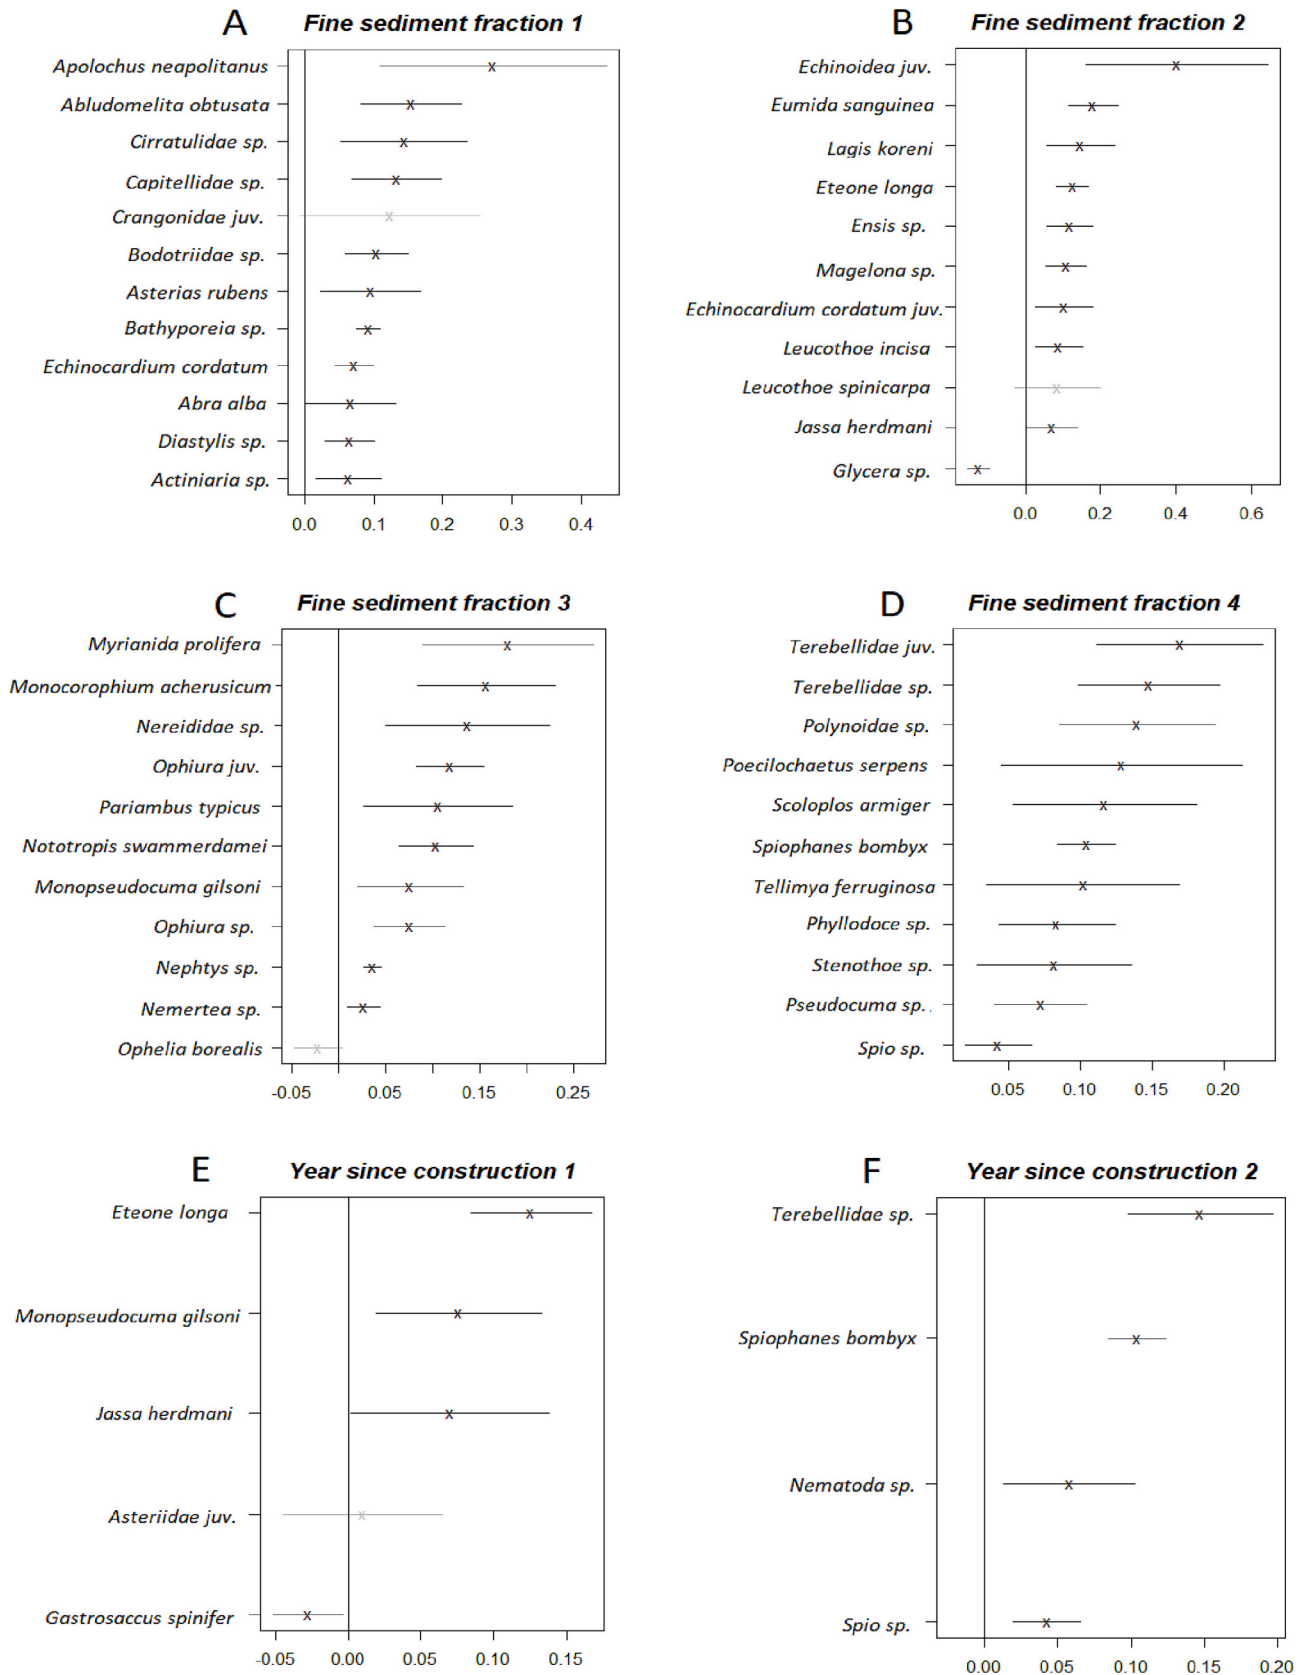 A Fine sediment fraction 1
Apolochus neapolitanus
Abludomelita obtusata
Cirratulidae sp.
Capitellidae sp.
Crangonidae juv.
Bodotriidae sp.
Asterias rubens
Bathyporeia sp.
Echinocardium cordatum
Abra alba
Diastylis sp.
Actiniaria sp.
x
x
x
x
x
x
x
x
x
x
x
x
0.0 0.1 0.2 0.3 0.4
B Fine sediment fraction 2
Echinoidea juv.
Eumida sanguinea
Lagis koreni
Eteone longa
Ensis sp.
Magelona sp.
Echinocardium cordatum juv.
Leucothoe incisa
Leucothoe spinicarpa
Jassa herdmani
Glycera sp.
x
x
x
x
x
x
x
x
x
x
x
0.0 0.2 0.4 0.6
C Fine sediment fraction 3
Myrianida prolifera
Monocorophium acherusicum
Nereididae sp.
Ophiura juv.
Pariambus typicus
Nototropis swammerdamei
Monopseudocuma gilsoni
Ophiura sp.
Nephtys sp.
Nemertea sp.
Ophelia borealis
x
x
x
x
x
x
x
x
x
x
x
-0.05 0.05 0.15 0.25
D Fine sediment fraction 4
Terebellidae juv.
Terebellidae sp.
Polynoidae sp.
Poecilochaetus serpens
Scoloplos armiger
Spiophanes bombyx
Tellimya ferruginosa
Phyllodoce sp.
Stenothoe sp.
Pseudocuma sp..
Spio sp.
x
x
x
x
x
x
x
x
x
x
x
0.05 0.10 0.15 0.20
E Year since construction 1
Eteone longa
Monopseudocuma gilsoni
Jassa herdmani
Asteriidae juv.
Gastrosaccus spinifer
x
x
x
x
x
-0.05 0.00 0.05 0.10 0.15
F Year since construction 2
Terebellidae sp.
Spiophanes bombyx
Nematoda sp.
Spio sp.
x
x
x
x
0.00 0.05 0.10 0.15 0.20